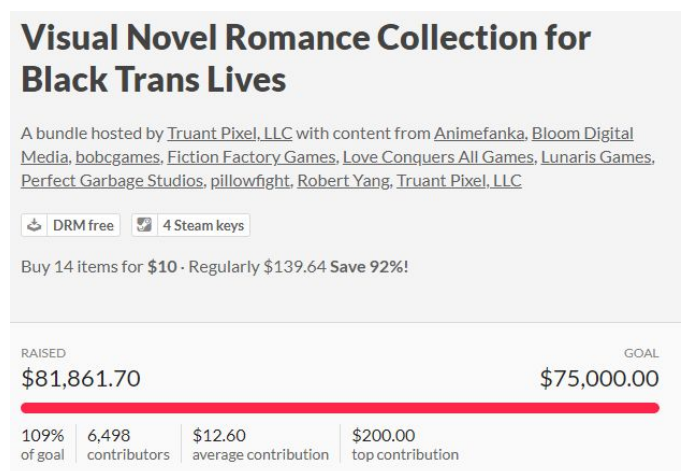 Visual Novel Romance Collection for
Black Trans Lives
A bundle hosted by Truant Pixel, LLC with content from Animefanka, Bloom Digital
Media, bobcgames, Fiction Factory Games, Love Conquers All Games, Lunaris Games,
Perfect Garbage Studios, pillowfight, Robert Yang, Truant Pixel, LLC
DRM free 4 Steam keys
Buy 14 items for $10 · Regularly $139.64 Save 92%!
RAISED GOAL
$81,861.70 $75,000.00
109% 6,498 $12.60 $200.00
of goal contributors average contribution top contribution